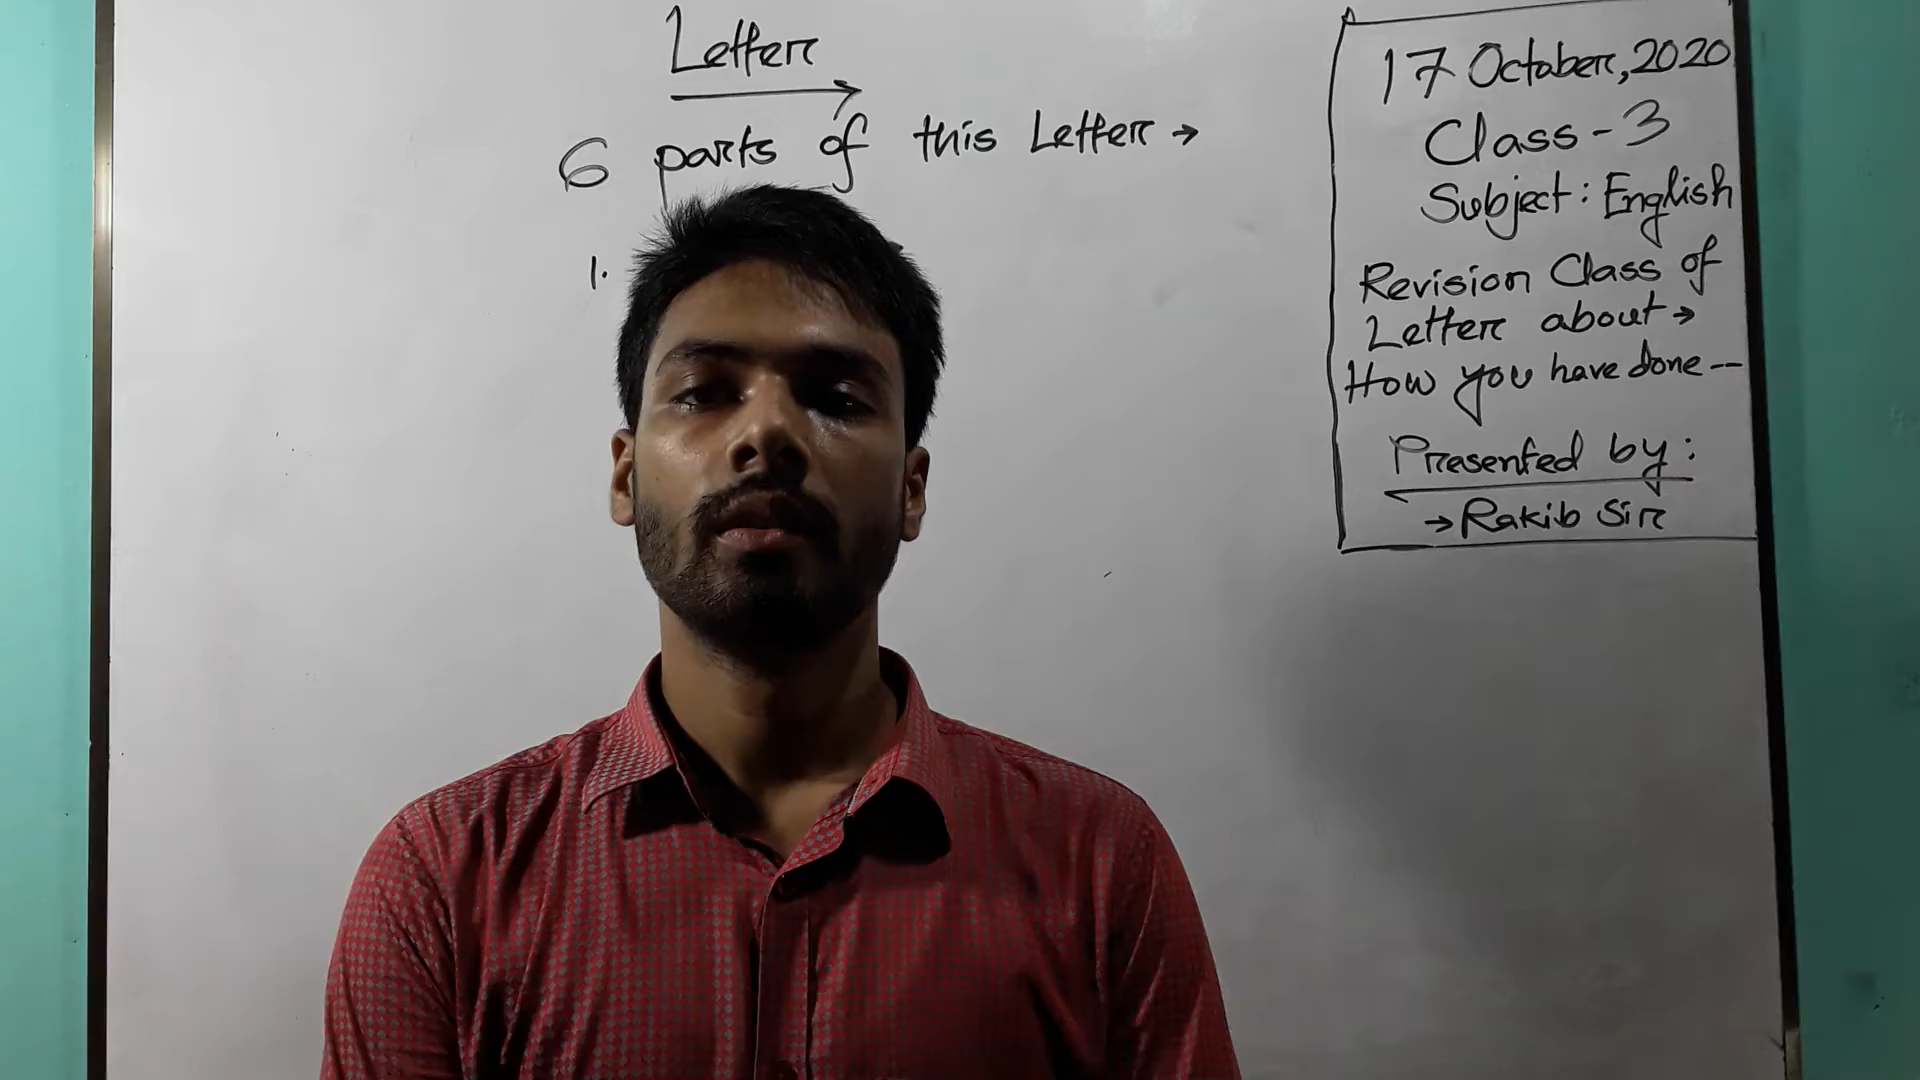 Letter
6 parts of this Letter →
1.
17 October, 2020
Class - 3
Subject : English
Revision Class of
Letter about →
How you have done --
Presented by :
→ Rakib Sir